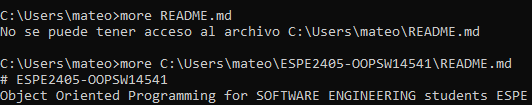 C:\Users\mateo>more README.md
No se puede tener acceso al archivo C:\Users\mateo\README.md
C:\Users\mateo>more C:\Users\mateo\ESPE2405-OOPSW14541\README.md
# ESPE2405-OOPSW14541
Object Oriented Programming for SOFTWARE ENGINEERING students ESPE